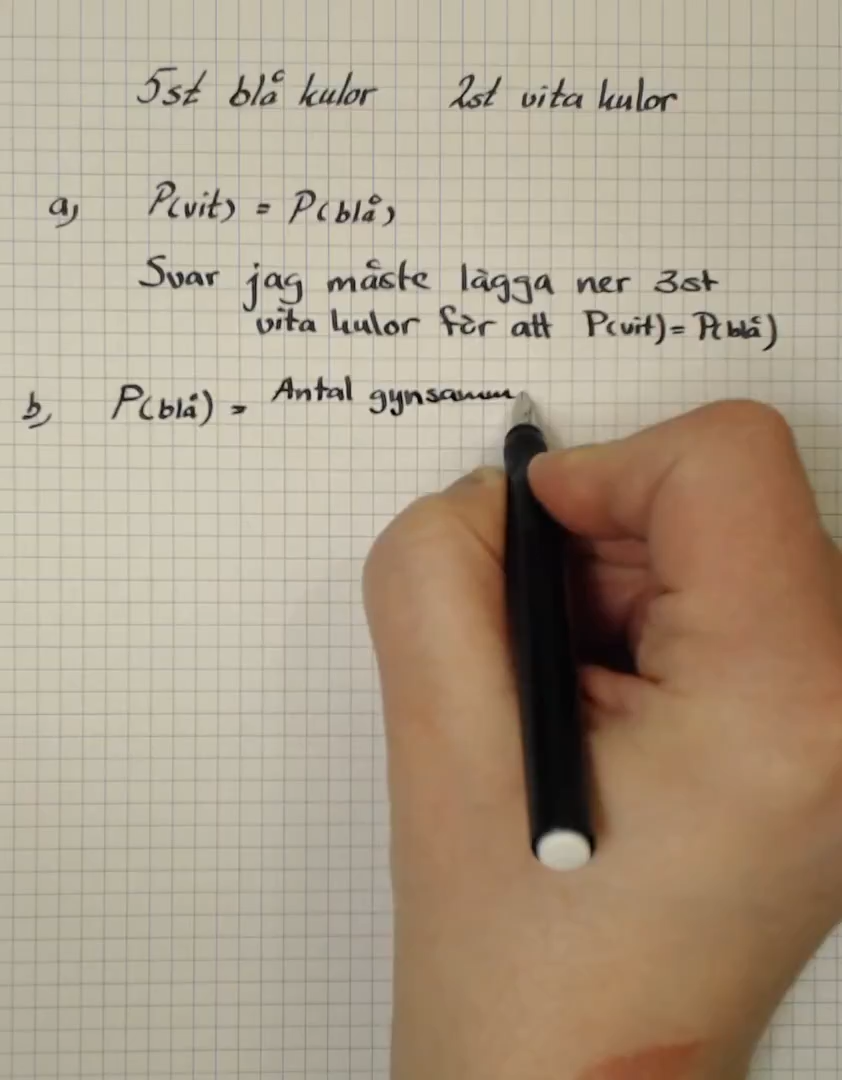 5st blå kulor 2st vita kulor
a, P(vit) = P(blå)
Svar jag måste lägga ner 3st
vita kulor för att P(vit) = P(blå)
b, P(blå) = Antal gynsamm